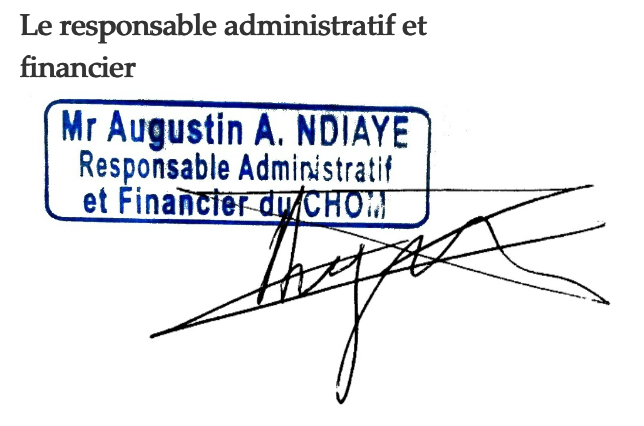 Le responsable administratif et
financier
Mr Augustin A. NDIAYE
Responsable Administratif
et Financier du CHOM